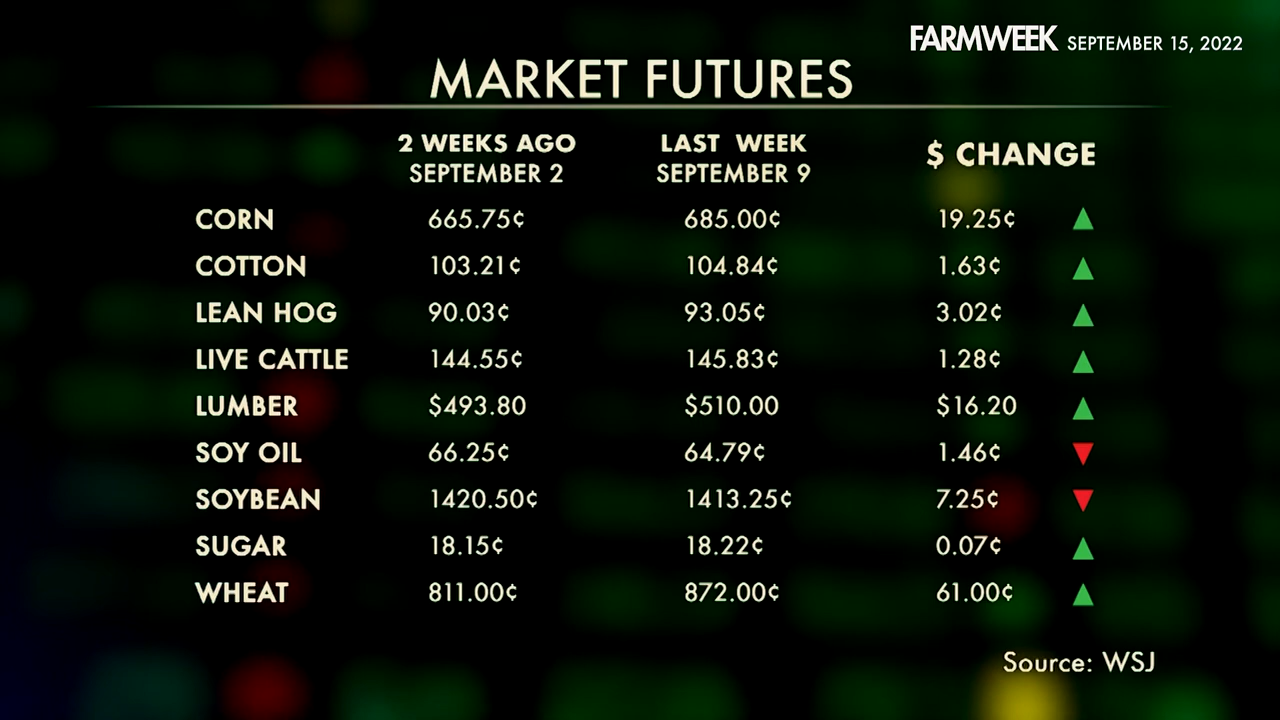 FARMWEEK SEPTEMBER 15, 2022
MARKET FUTURES
2 WEEKS AGO LAST WEEK $ CHANGE
SEPTEMBER 2 SEPTEMBER 9
CORN 665.75¢ 685.00¢ 19.25¢ ▲
COTTON 103.21¢ 104.84¢ 1.63¢ ▲
LEAN HOG 90.03¢ 93.05¢ 3.02¢ ▲
LIVE CATTLE 144.55¢ 145.83¢ 1.28¢ ▲
LUMBER $493.80 $510.00 $16.20 ▲
SOY OIL 66.25¢ 64.79¢ 1.46¢ ▼
SOYBEAN 1420.50¢ 1413.25¢ 7.25¢ ▼
SUGAR 18.15¢ 18.22¢ 0.07¢ ▲
WHEAT 811.00¢ 872.00¢ 61.00¢ ▲
Source: WSJ